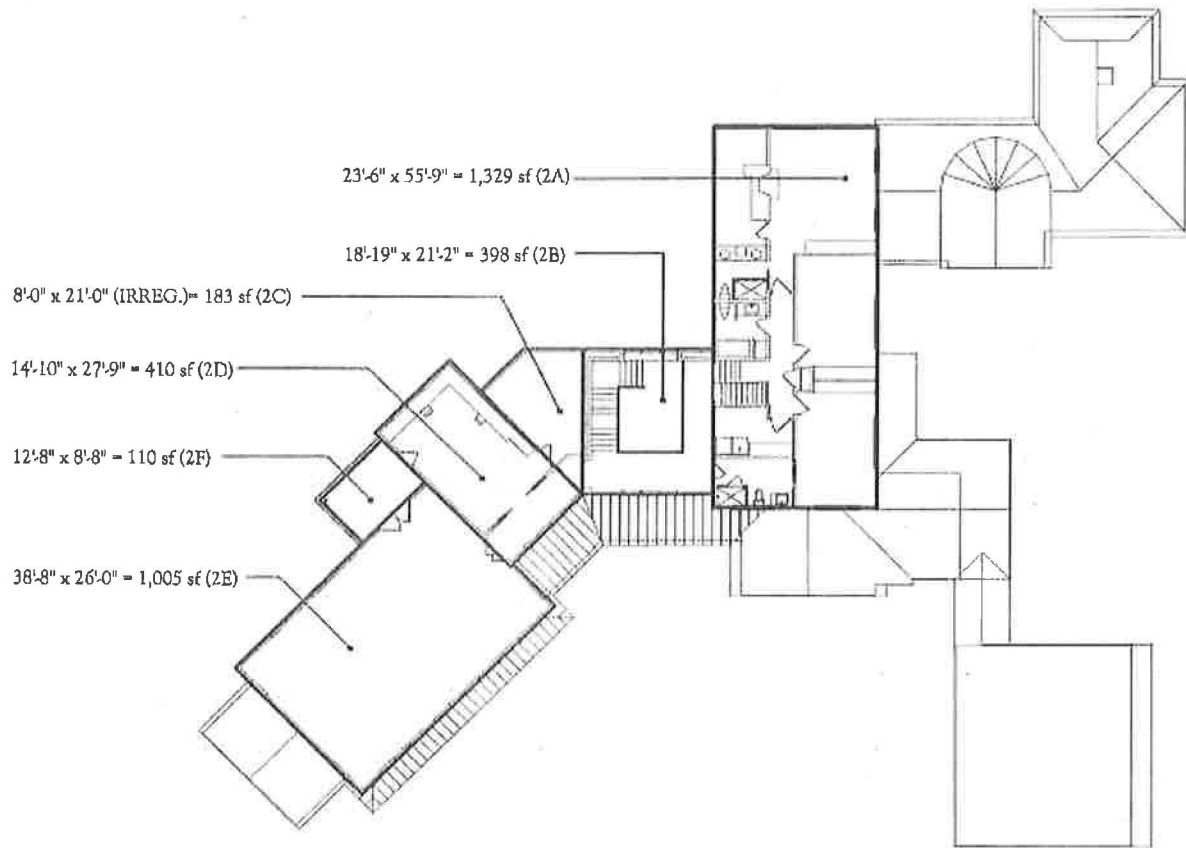 23'-6" x 55'-9" = 1,329 sf (2A)
18'-19" x 21'-2" = 398 sf (2B)
8'-0" x 21'-0" (IRREG.)= 183 sf (2C)
14'-10" x 27'-9" = 410 sf (2D)
12'-8" x 8'-8" = 110 sf (2F)
38'-8" x 26'-0" = 1,005 sf (2E)